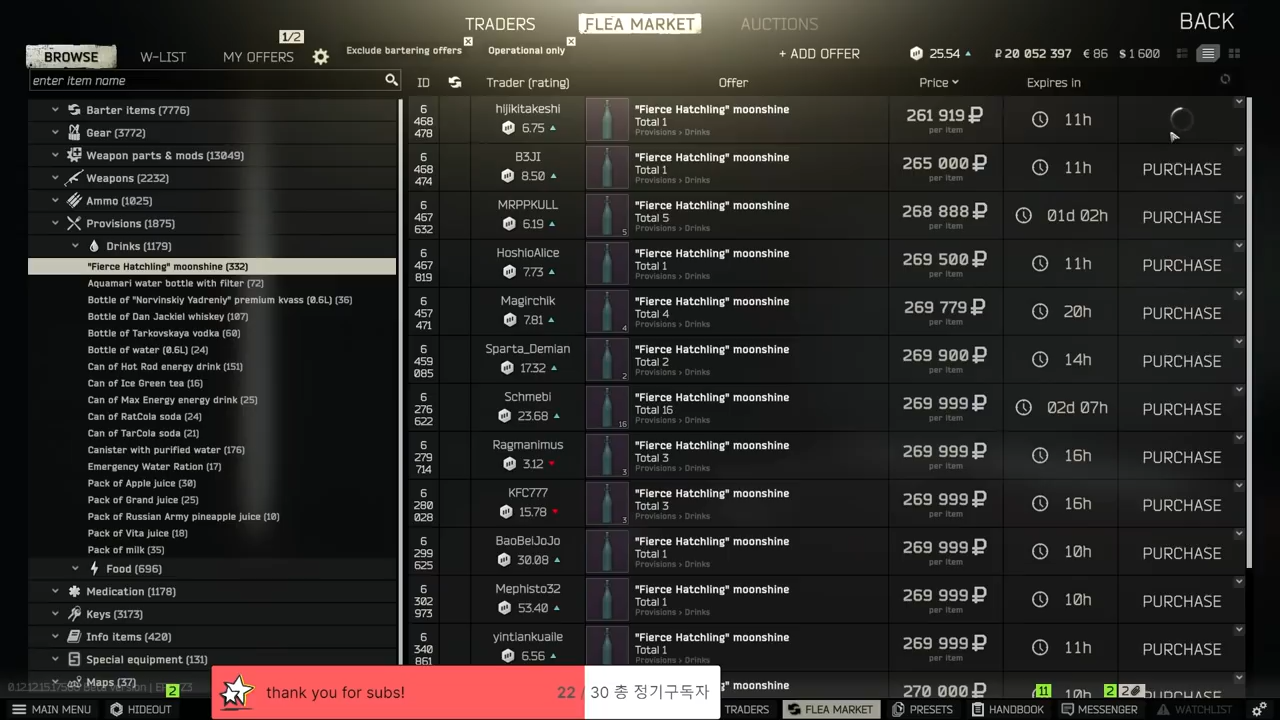 TRADERS
FLEA MARKET
AUCTIONS
BACK
1/2
BROWSE
W-LIST
MY OFFERS
Exclude bartering offers
Operational only
+ ADD OFFER
25.54
₽ 20 052 397
€ 86
$ 1 600
enter item name
ID
Trader (rating)
Offer
Price
Expires in
Barter items (7776)
Gear (3772)
Weapon parts & mods (13049)
Weapons (2232)
Ammo (1025)
Provisions (1875)
Drinks (1179)
"Fierce Hatchling" moonshine (332)
Aquamari water bottle with filter (72)
Bottle of "Norvinskiy Yadreniy" premium kvass (0.6L) (36)
Bottle of Dan Jackiel whiskey (107)
Bottle of Tarkovskaya vodka (60)
Bottle of water (0.6L) (24)
Can of Hot Rod energy drink (151)
Can of Ice Green tea (16)
Can of Max Energy energy drink (25)
Can of RatCola soda (24)
Can of TarCola soda (21)
Canister with purified water (176)
Emergency Water Ration (17)
Pack of Apple juice (30)
Pack of Grand juice (25)
Pack of Russian Army pineapple juice (10)
Pack of Vita juice (18)
Pack of milk (35)
Food (696)
Medication (1178)
Keys (3173)
Info items (420)
Special equipment (131)
Maps (37)
6
468
478
hijikitakeshi
6.75
"Fierce Hatchling" moonshine
Total 1
Provisions > Drinks
261 919 ₽
per item
11h
6
468
474
B3JI
8.50
"Fierce Hatchling" moonshine
Total 1
Provisions > Drinks
265 000 ₽
per item
11h
PURCHASE
6
467
632
MRPPKULL
6.19
5
"Fierce Hatchling" moonshine
Total 5
Provisions > Drinks
268 888 ₽
per item
01d 02h
PURCHASE
6
467
819
HoshioAlice
7.73
"Fierce Hatchling" moonshine
Total 1
Provisions > Drinks
269 500 ₽
per item
11h
PURCHASE
6
457
471
Magirchik
7.81
4
"Fierce Hatchling" moonshine
Total 4
Provisions > Drinks
269 779 ₽
per item
20h
PURCHASE
6
459
085
Sparta_Demian
17.32
2
"Fierce Hatchling" moonshine
Total 2
Provisions > Drinks
269 900 ₽
per item
14h
PURCHASE
6
276
622
Schmebi
23.68
16
"Fierce Hatchling" moonshine
Total 16
Provisions > Drinks
269 999 ₽
per item
02d 07h
PURCHASE
6
279
714
Ragmanimus
3.12
3
"Fierce Hatchling" moonshine
Total 3
Provisions > Drinks
269 999 ₽
per item
16h
PURCHASE
6
280
028
KFC777
15.78
3
"Fierce Hatchling" moonshine
Total 3
Provisions > Drinks
269 999 ₽
per item
16h
PURCHASE
6
299
625
BaoBeiJoJo
30.08
"Fierce Hatchling" moonshine
Total 1
Provisions > Drinks
269 999 ₽
per item
10h
PURCHASE
6
302
973
Mephisto32
53.40
"Fierce Hatchling" moonshine
Total 1
Provisions > Drinks
269 999 ₽
per item
10h
PURCHASE
6
340
861
yintiankuaile
6.56
"Fierce Hatchling" moonshine
Total 1
269 999 ₽
per item
11h
PURCHASE
270 000 ₽
10h
thank you for subs!
22 / 30 총 정기구독자
2
11
2
2
MAIN MENU
HIDEOUT
TRADERS
FLEA MARKET
PRESETS
HANDBOOK
MESSENGER
WATCHLIST